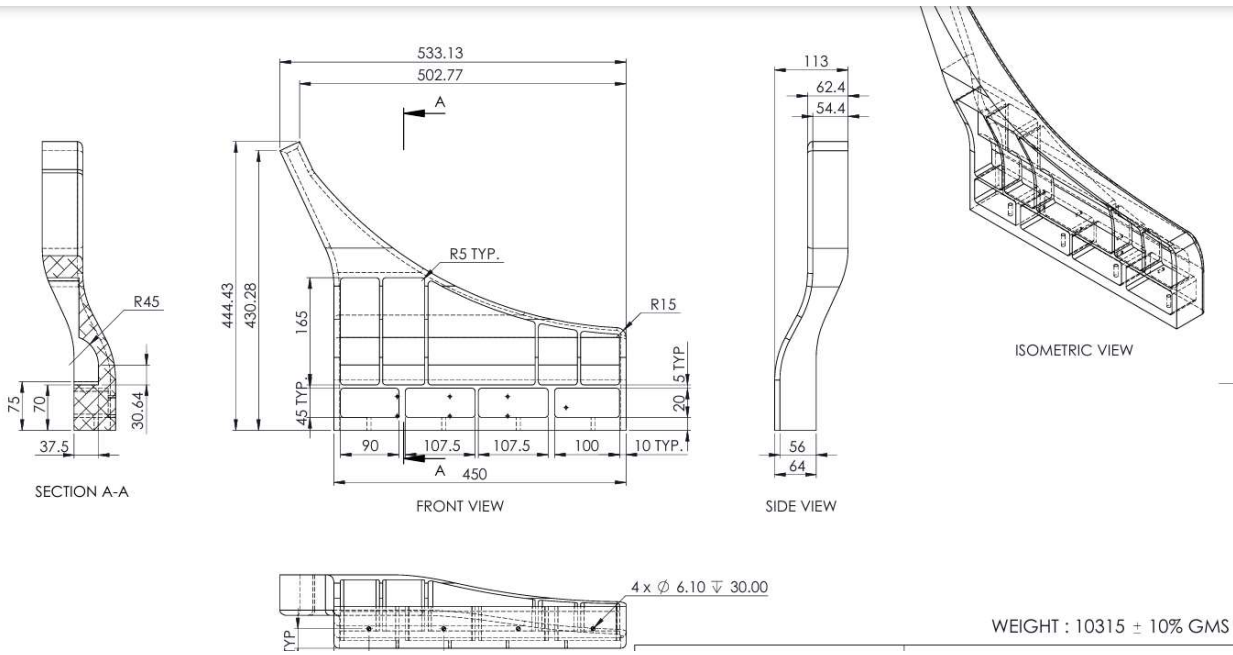 533.13
502.77
A
113
62.4
54.4
R5 TYP.
R15
R45
444.43
430.28
165
45 TYP.
5 TYP
20
75
70
30.64
37.5
90
107.5
107.5
100
10 TYP.
A
450
56
64
SECTION A-A
FRONT VIEW
SIDE VIEW
ISOMETRIC VIEW
4 x ∅ 6.10 ↧ 30.00
TYP
WEIGHT : 10315 ± 10% GMS